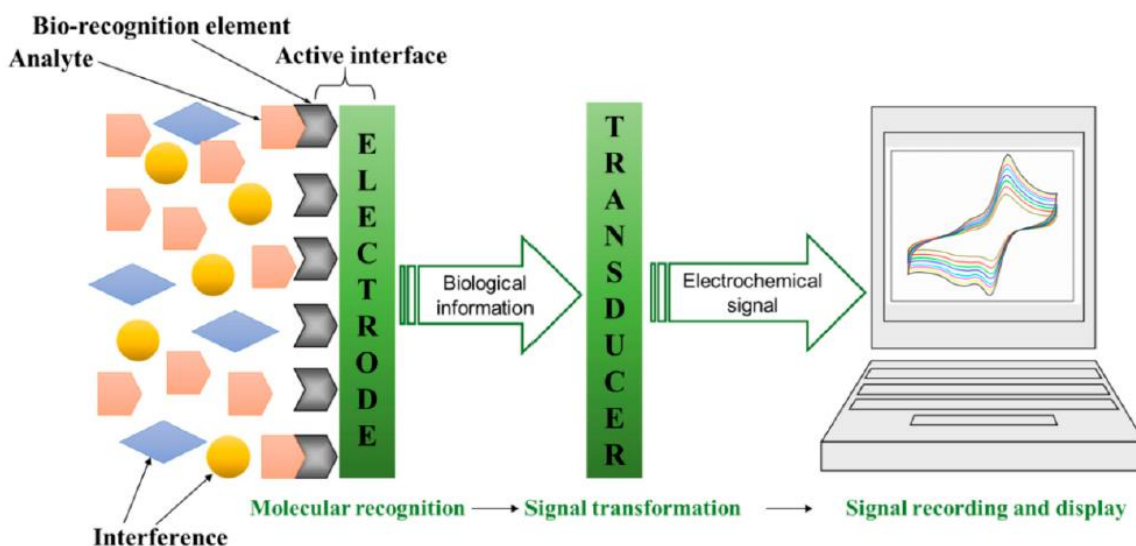 Bio-recognition element
Analyte
Active interface
ELECTRODE
TRANSDUCER
Biological
information
Electrochemical
signal
Molecular recognition
Signal transformation
Signal recording and display
Interference